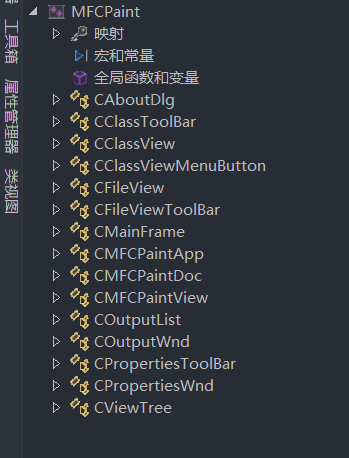 MFCPaint
映射
宏和常量
全局函数和变量
CAboutDlg
CClassToolBar
CClassView
CClassViewMenuButton
CFileView
CFileViewToolBar
CMainFrame
CMFCPaintApp
CMFCPaintDoc
CMFCPaintView
COutputList
COutputWnd
CPropertiesToolBar
CPropertiesWnd
CViewTree
工具箱
属性管理器
类视图